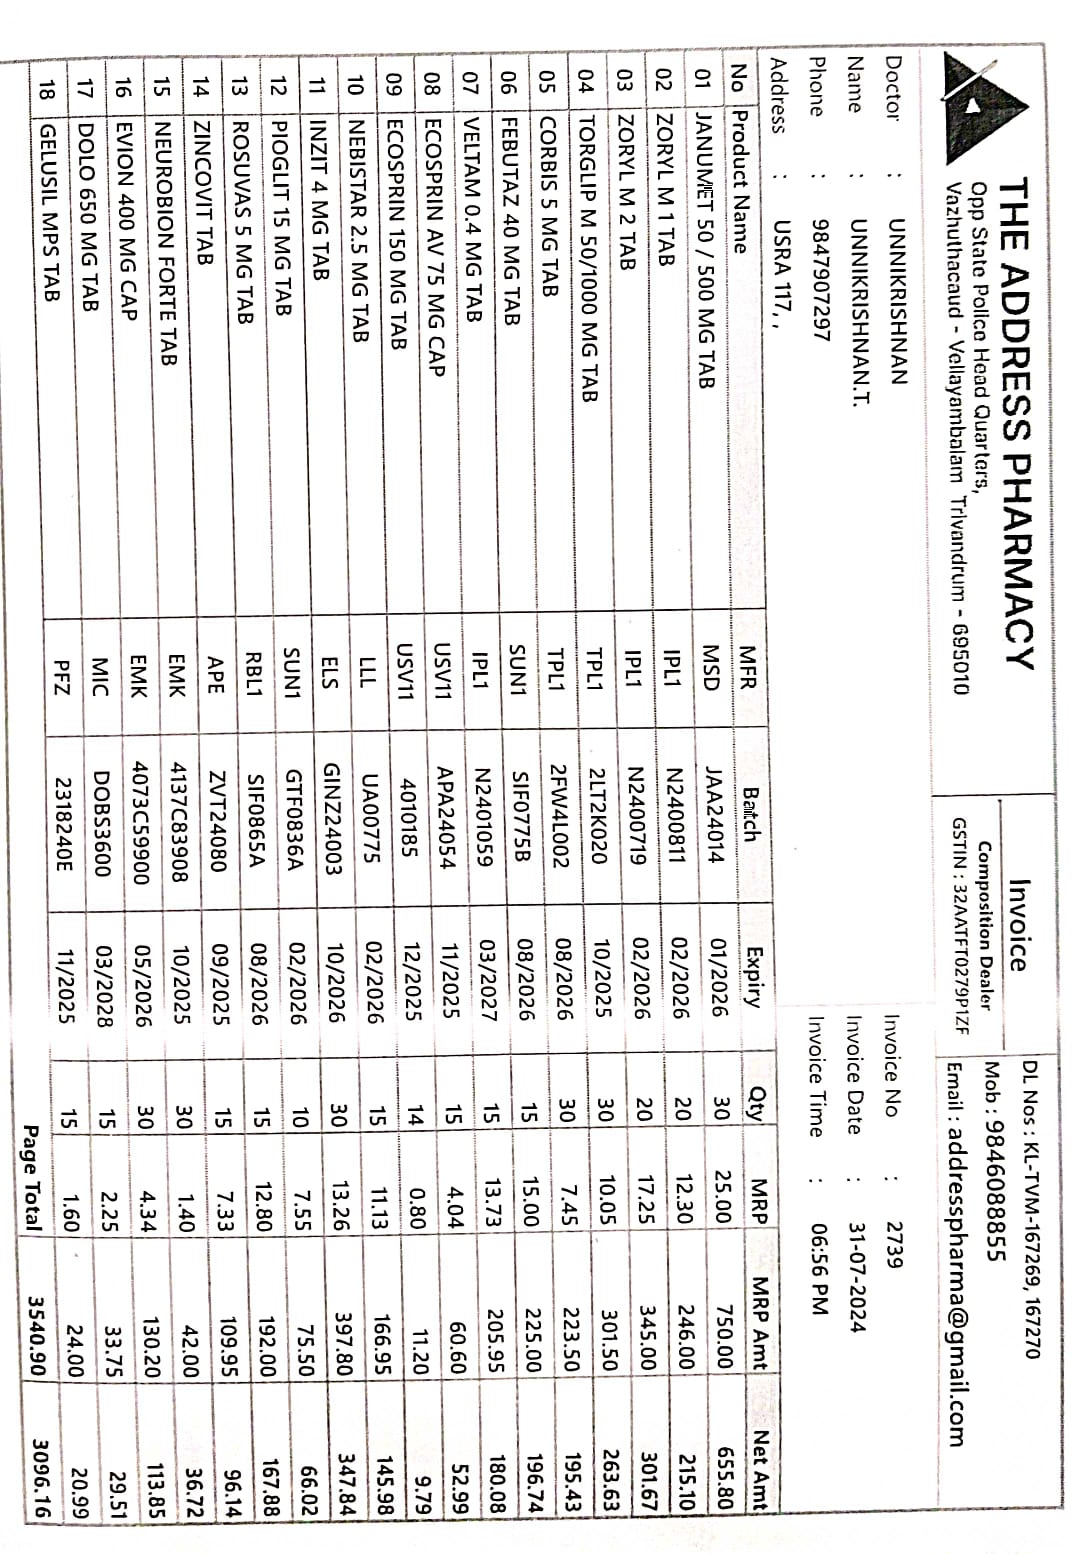 THE ADDRESS PHARMACY
Opp State Police Head Quarters,
Vazhuthacaud - Vellayambalam Trivandrum - 695010
Invoice
Composition Dealer
GSTIN : 32AATFT0279P1ZF
DL Nos : KL-TVM-167269, 167270
Mob : 9846088855
Email : addresspharma@gmail.com
Doctor : UNNIKRISHNAN
Name : UNNIKRISHNAN.T.
Phone : 9847907297
Address : USRA 117, ,
Invoice No : 2739
Invoice Date : 31-07-2024
Invoice Time : 06:56 PM
No Product Name MFR Batch Expiry Qty MRP MRP Amt Net Amt
01 JANUMET 50 / 500 MG TAB MSD JAA24014 01/2026 30 25.00 750.00 655.80
02 ZORYL M 1 TAB IPL1 N2400811 02/2026 20 12.30 246.00 215.10
03 ZORYL M 2 TAB IPL1 N2400719 02/2026 20 17.25 345.00 301.67
04 TORGLIP M 50/1000 MG TAB TPL1 2LT2K020 10/2025 30 10.05 301.50 263.63
05 CORBIS 5 MG TAB TPL1 2FW4L002 08/2026 30 7.45 223.50 195.43
06 FEBUTAZ 40 MG TAB SUN1 SIF0775B 08/2026 15 15.00 225.00 196.74
07 VELTAM 0.4 MG TAB IPL1 N2401059 03/2027 15 13.73 205.95 180.08
08 ECOSPRIN AV 75 MG CAP USV11 APA24054 11/2025 15 4.04 60.60 52.99
09 ECOSPRIN 150 MG TAB USV11 4010185 12/2025 14 0.80 11.20 9.79
10 NEBISTAR 2.5 MG TAB LLL UA00775 02/2026 15 11.13 166.95 145.98
11 INZIT 4 MG TAB ELS GINZ24003 10/2026 30 13.26 397.80 347.84
12 PIOGLIT 15 MG TAB SUN1 GTF0836A 02/2026 10 7.55 75.50 66.02
13 ROSUVAS 5 MG TAB RBL1 SIF0865A 08/2026 15 12.80 192.00 167.88
14 ZINCOVIT TAB APE ZVT24080 09/2025 15 7.33 109.95 96.14
15 NEUROBION FORTE TAB EMK 4137C83908 10/2025 30 1.40 42.00 36.72
16 EVION 400 MG CAP EMK 4073C59900 05/2026 30 4.34 130.20 113.85
17 DOLO 650 MG TAB MIC DOBS3600 03/2028 15 2.25 33.75 29.51
18 GELUSIL MPS TAB PFZ 2318240E 11/2025 15 1.60 24.00 20.99
Page Total 3540.90 3096.16